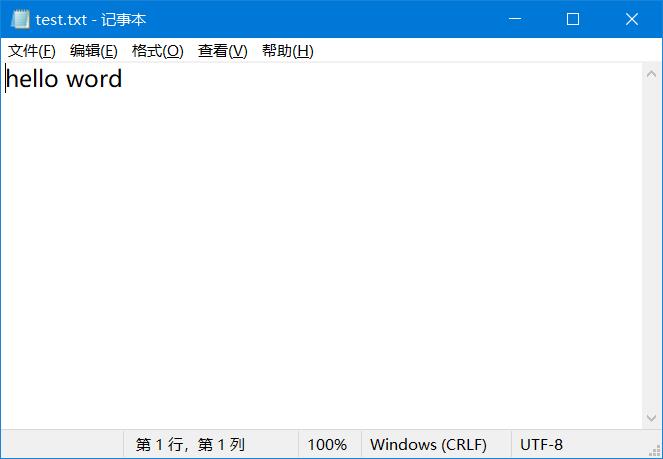 test.txt - 记事本
文件(F) 编辑(E) 格式(O) 查看(V) 帮助(H)
hello word
第 1 行，第 1 列 100% Windows (CRLF) UTF-8